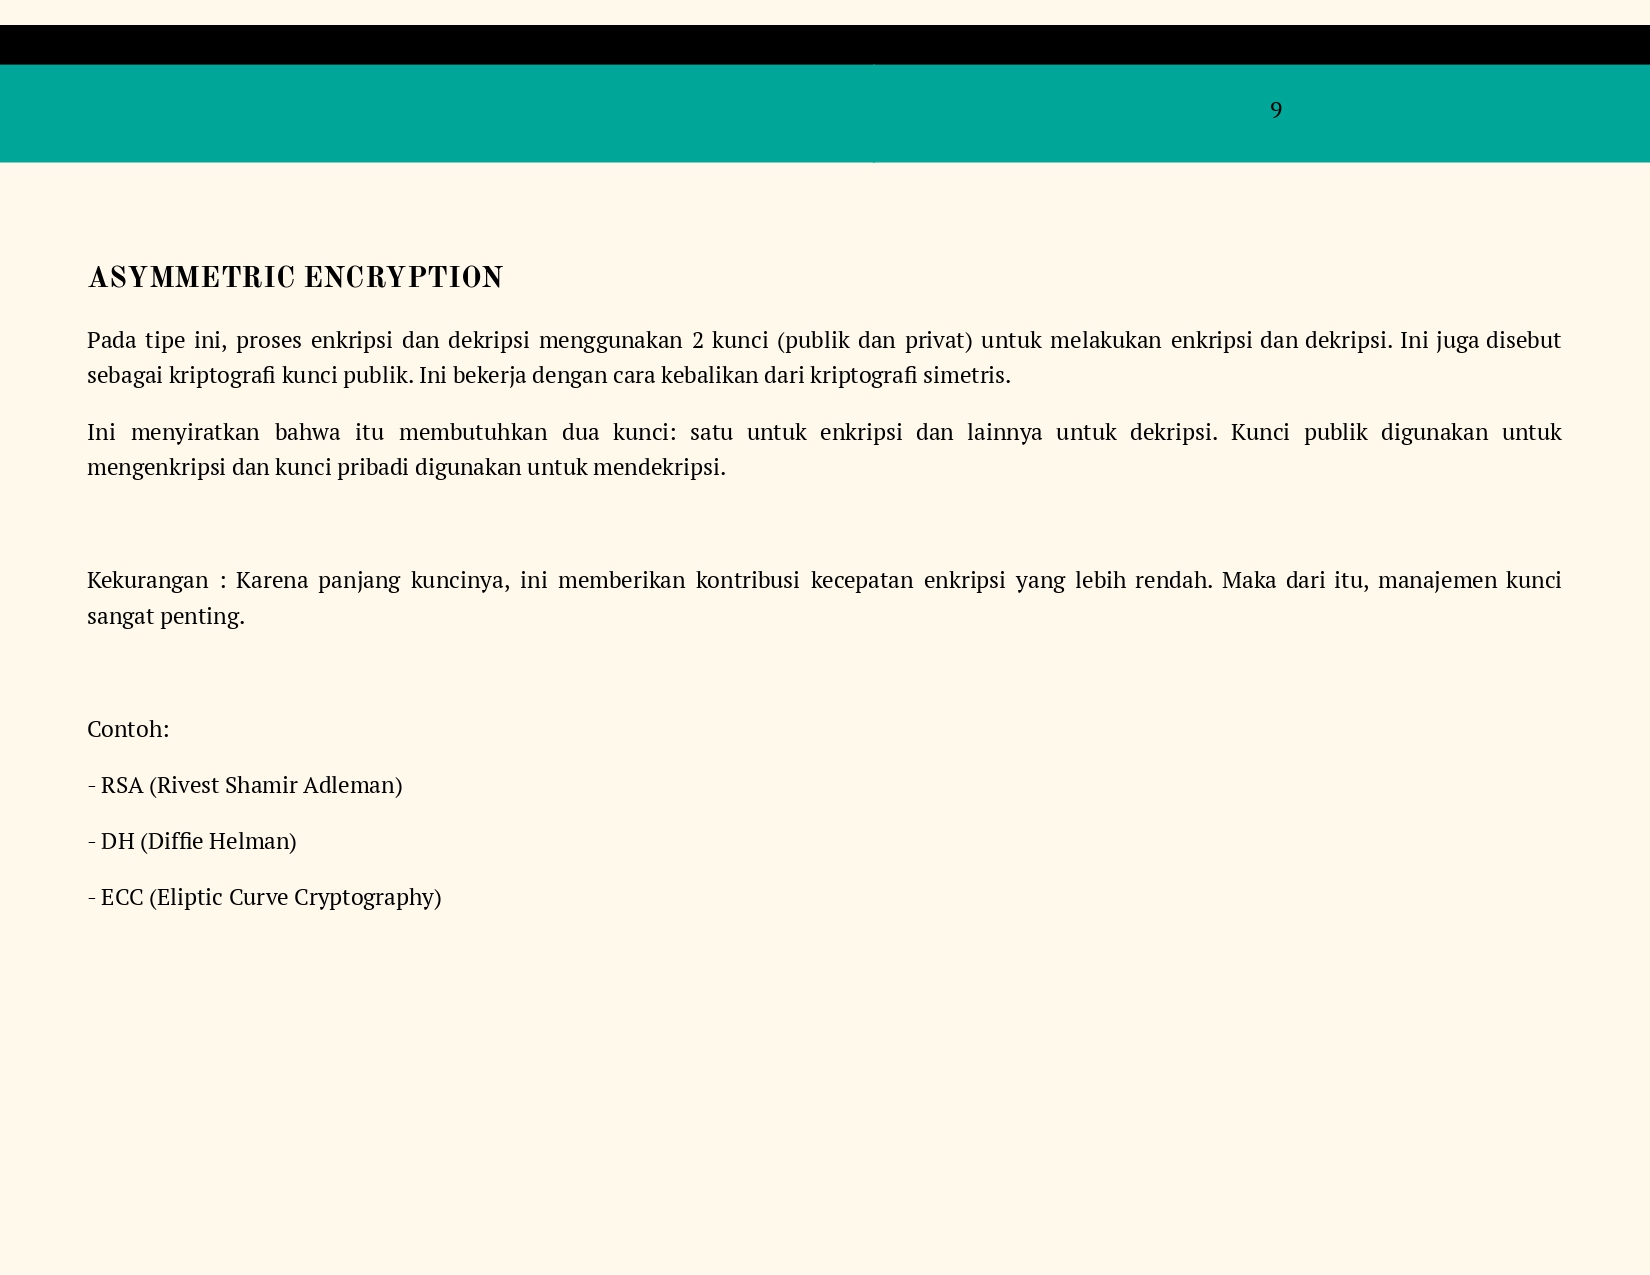 9
ASYMMETRIC ENCRYPTION
Pada tipe ini, proses enkripsi dan dekripsi menggunakan 2 kunci (publik dan privat) untuk melakukan enkripsi dan dekripsi. Ini juga disebut
sebagai kriptografi kunci publik. Ini bekerja dengan cara kebalikan dari kriptografi simetris.
Ini menyiratkan bahwa itu membutuhkan dua kunci: satu untuk enkripsi dan lainnya untuk dekripsi. Kunci publik digunakan untuk
mengenkripsi dan kunci pribadi digunakan untuk mendekripsi.
Kekurangan : Karena panjang kuncinya, ini memberikan kontribusi kecepatan enkripsi yang lebih rendah. Maka dari itu, manajemen kunci
sangat penting.
Contoh:
- RSA (Rivest Shamir Adleman)
- DH (Diffie Helman)
- ECC (Eliptic Curve Cryptography)